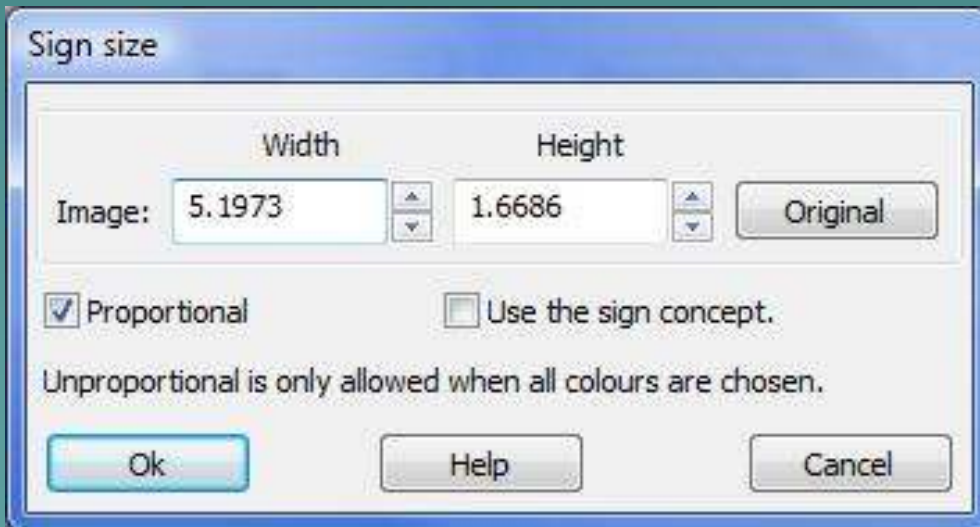 Sign size
Width Height
Image: 5.1973 1.6686 Original
Proportional Use the sign concept.
Unproportional is only allowed when all colours are chosen.
Ok Help Cancel